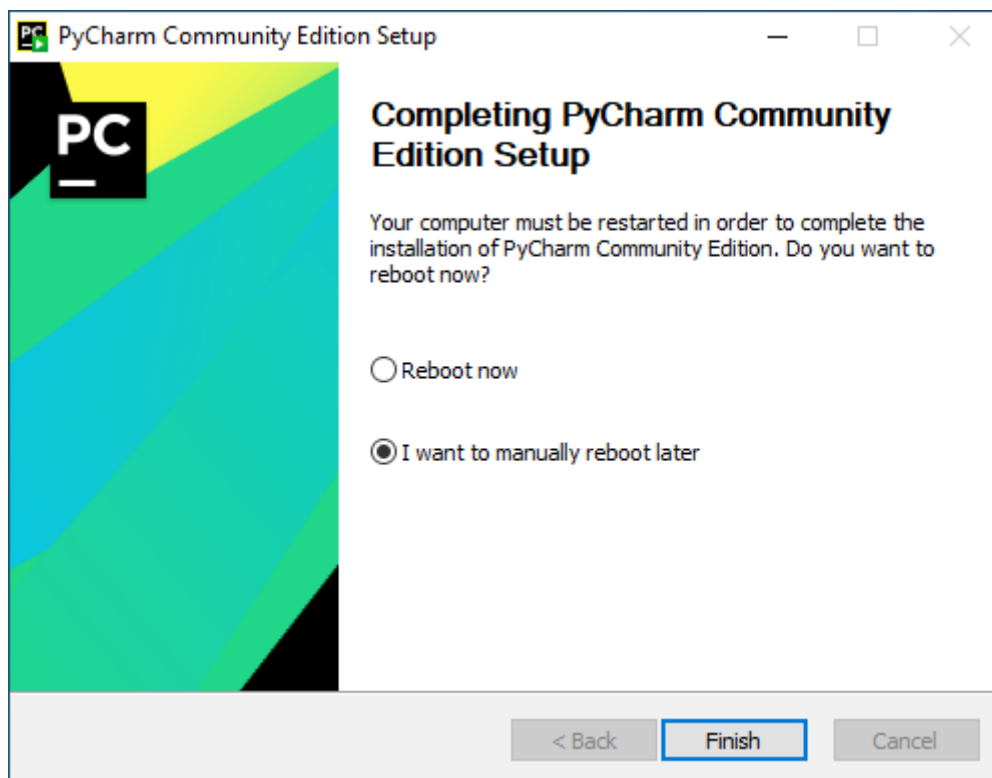 PyCharm Community Edition Setup
PC
Completing PyCharm Community
Edition Setup
Your computer must be restarted in order to complete the
installation of PyCharm Community Edition. Do you want to
reboot now?
Reboot now
I want to manually reboot later
< Back Finish Cancel